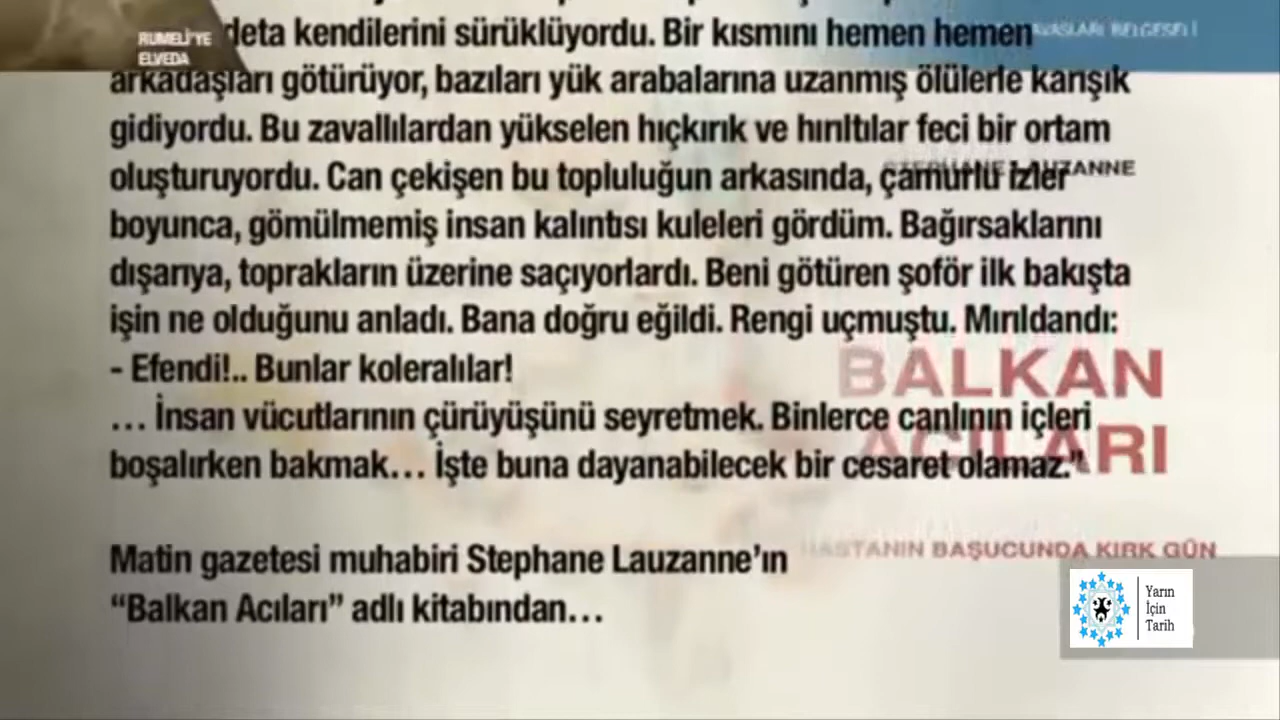 RUMELİ'YE
ELVEDA
deta kendilerini sürüklüyordu. Bir kısmını hemen hemen
BELGESELİ
arkadaşları götürüyor, bazıları yük arabalarına uzanmış ölülerle karışık
gidiyordu. Bu zavallılardan yükselen hıçkırık ve hırıltılar feci bir ortam
STEPHANE LAUZANNE
oluşturuyordu. Can çekişen bu topluluğun arkasında, çamurlu izler
boyunca, gömülmemiş insan kalıntısı kuleleri gördüm. Bağırsaklarını
dışarıya, toprakların üzerine saçıyorlardı. Beni götüren şoför ilk bakışta
işin ne olduğunu anladı. Bana doğru eğildi. Rengi uçmuştu. Mırıldandı:
BALKAN
- Efendi!.. Bunlar koleralılar!
… İnsan vücutlarının çürüyüşünü seyretmek. Binlerce canlının içleri
ACILARI
boşalırken bakmak… İşte buna dayanabilecek bir cesaret olamaz."
HASTANIN BAŞUCUNDA KIRK GÜN
Matin gazetesi muhabiri Stephane Lauzanne'ın
"Balkan Acıları" adlı kitabından…
Yarın
İçin
Tarih